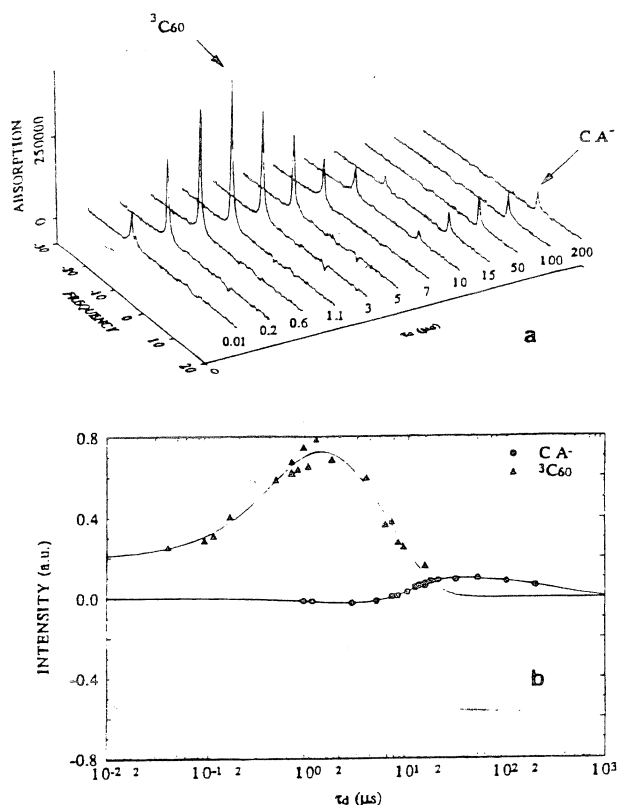 ³C60
C A⁻
ABSORPTION
250000
0
FREQUENCY
-10
0
10
20
0
0.01
0.2
0.6
1.1
3
5
7
10
15
50
100
200
τd (μs)
a
INTENSITY (a.u.)
0.8
0.4
0.0
-0.4
-0.8
C A⁻
³C60
b
10⁻² 2 10⁻¹ 2 10⁰ 2 10¹ 2 10² 2 10³
τd (μs)